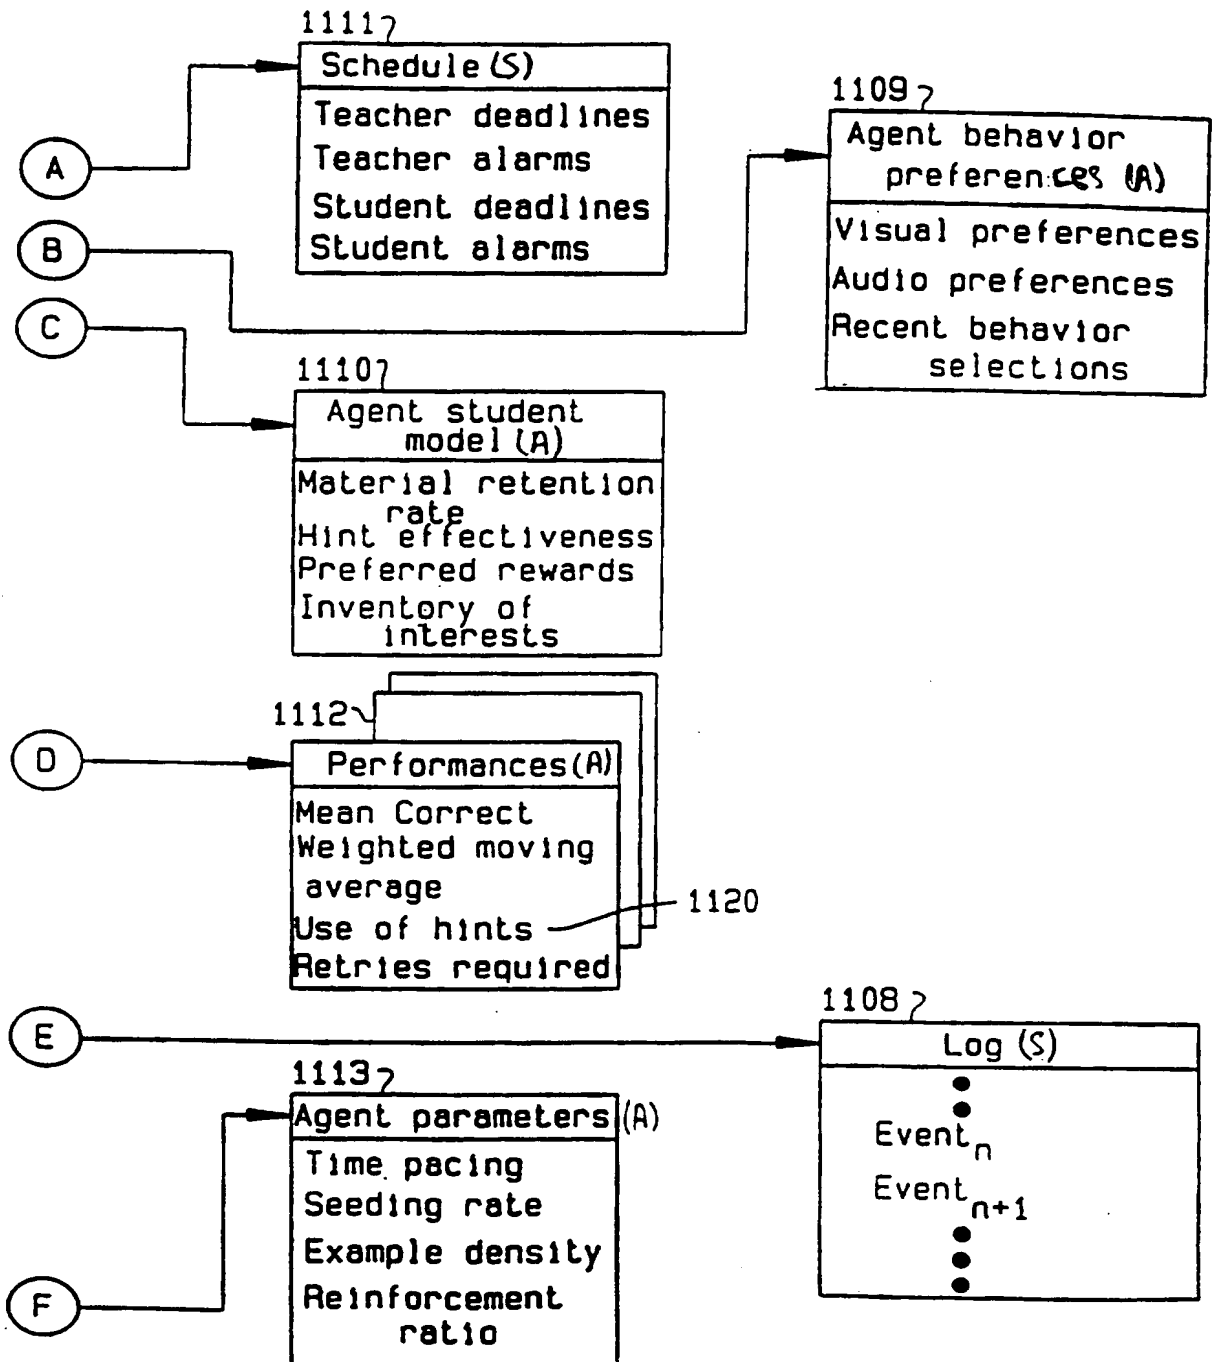 1111
Schedule (S)
Teacher deadlines
Teacher alarms
Student deadlines
Student alarms
A
B
C
1109
Agent behavior
preferences (A)
Visual preferences
Audio preferences
Recent behavior
selections
1110
Agent student
model (A)
Material retention
rate
Hint effectiveness
Preferred rewards
Inventory of
interests
1112
D
Performances (A)
Mean Correct
Weighted moving
average
Use of hints
1120
Retries required
E
1108
Log (S)
Event n
Event n+1
1113
Agent parameters (A)
Time pacing
Seeding rate
Example density
Reinforcement
ratio
F